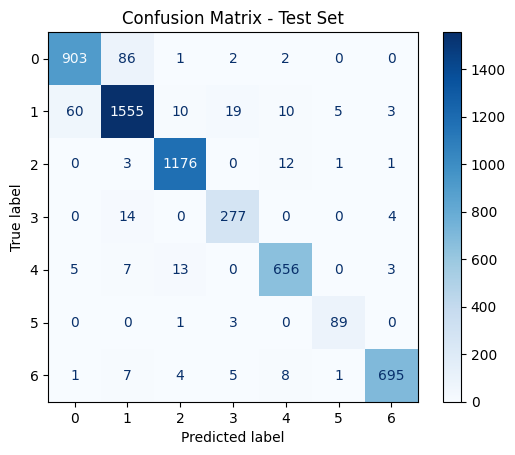 Confusion Matrix - Test Set
0 903 86 1 2 2 0 0
1 60 1555 10 19 10 5 3
2 0 3 1176 0 12 1 1
3 0 14 0 277 0 0 4
4 5 7 13 0 656 0 3
5 0 0 1 3 0 89 0
6 1 7 4 5 8 1 695
0 1 2 3 4 5 6
Predicted label
True label
1400
1200
1000
800
600
400
200
0